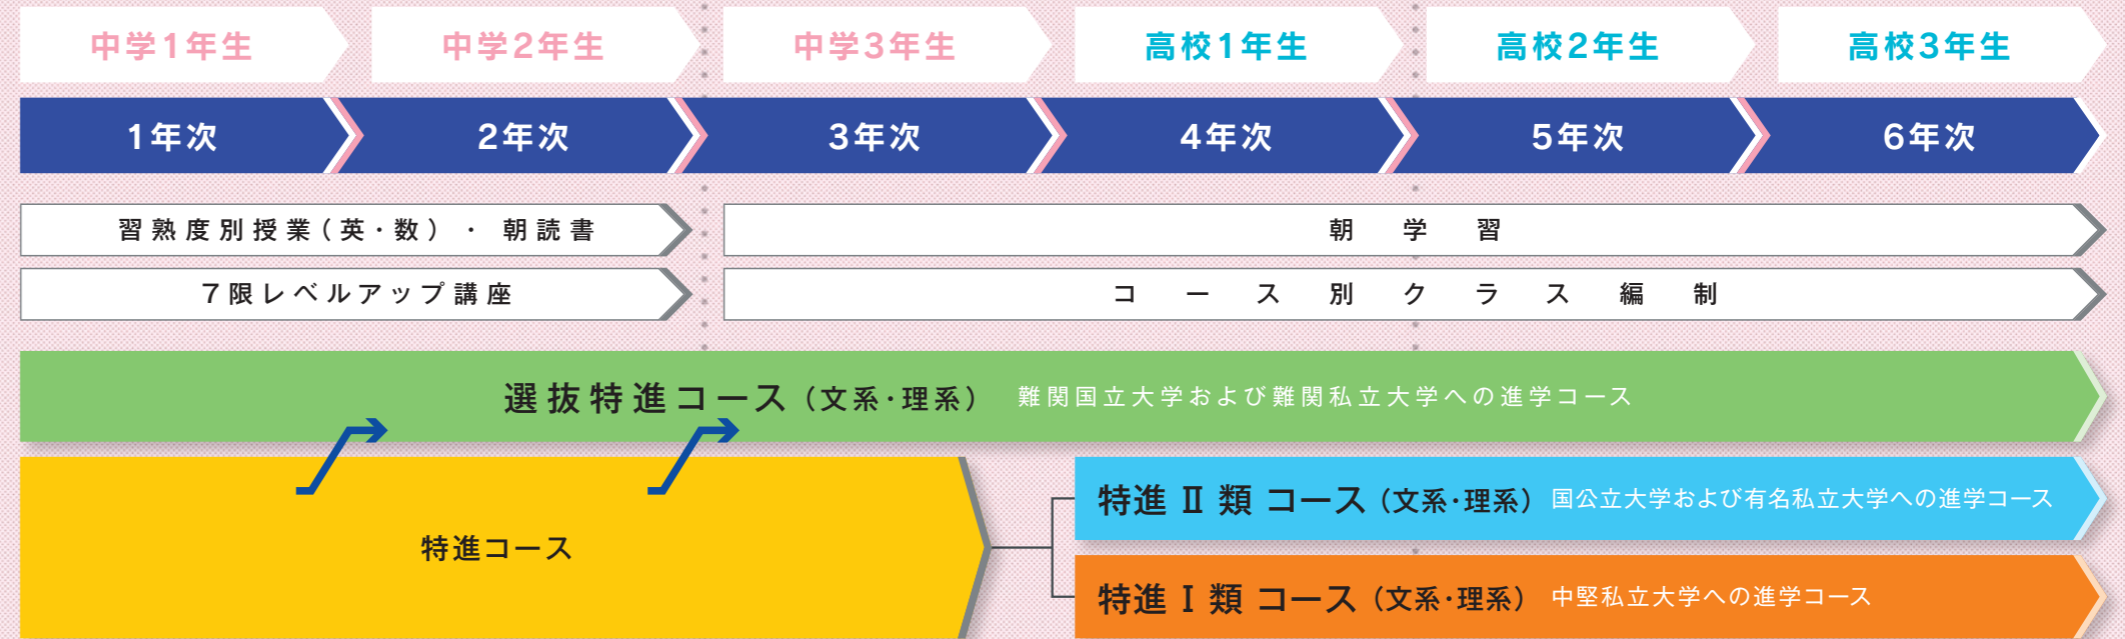 中学1年生 中学2年生 中学3年生 高校1年生 高校2年生 高校3年生
1年次 2年次 3年次 4年次 5年次 6年次
習熟度別授業(英・数)・ 朝読書 朝学習
7限レベルアップ講座 コース別クラス編制
選抜特進コース(文系・理系) 難関国立大学および難関私立大学への進学コース
特進 Ⅱ 類 コース(文系・理系) 国公立大学および有名私立大学への進学コース
特進コース
特進 Ⅰ 類 コース(文系・理系) 中堅私立大学への進学コース